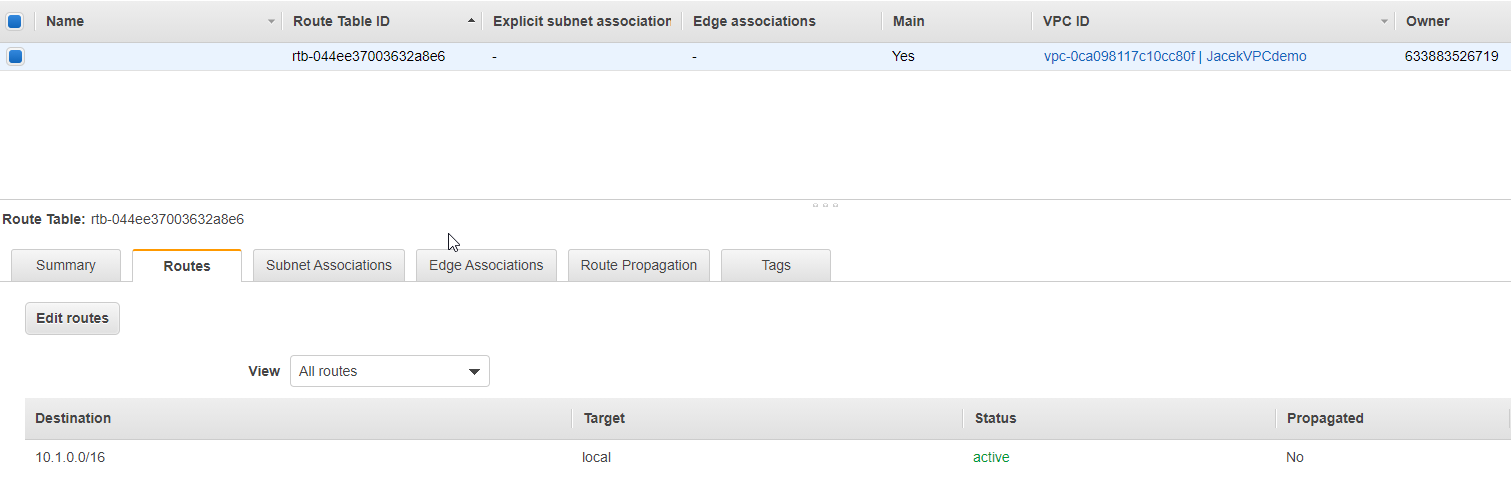 Name Route Table ID Explicit subnet association Edge associations Main VPC ID Owner
rtb-044ee37003632a8e6 - - Yes vpc-0ca098117c10cc80f | JacekVPCdemo 633883526719
Route Table: rtb-044ee37003632a8e6
Summary Routes Subnet Associations Edge Associations Route Propagation Tags
Edit routes
View All routes
Destination Target Status Propagated
10.1.0.0/16 local active No